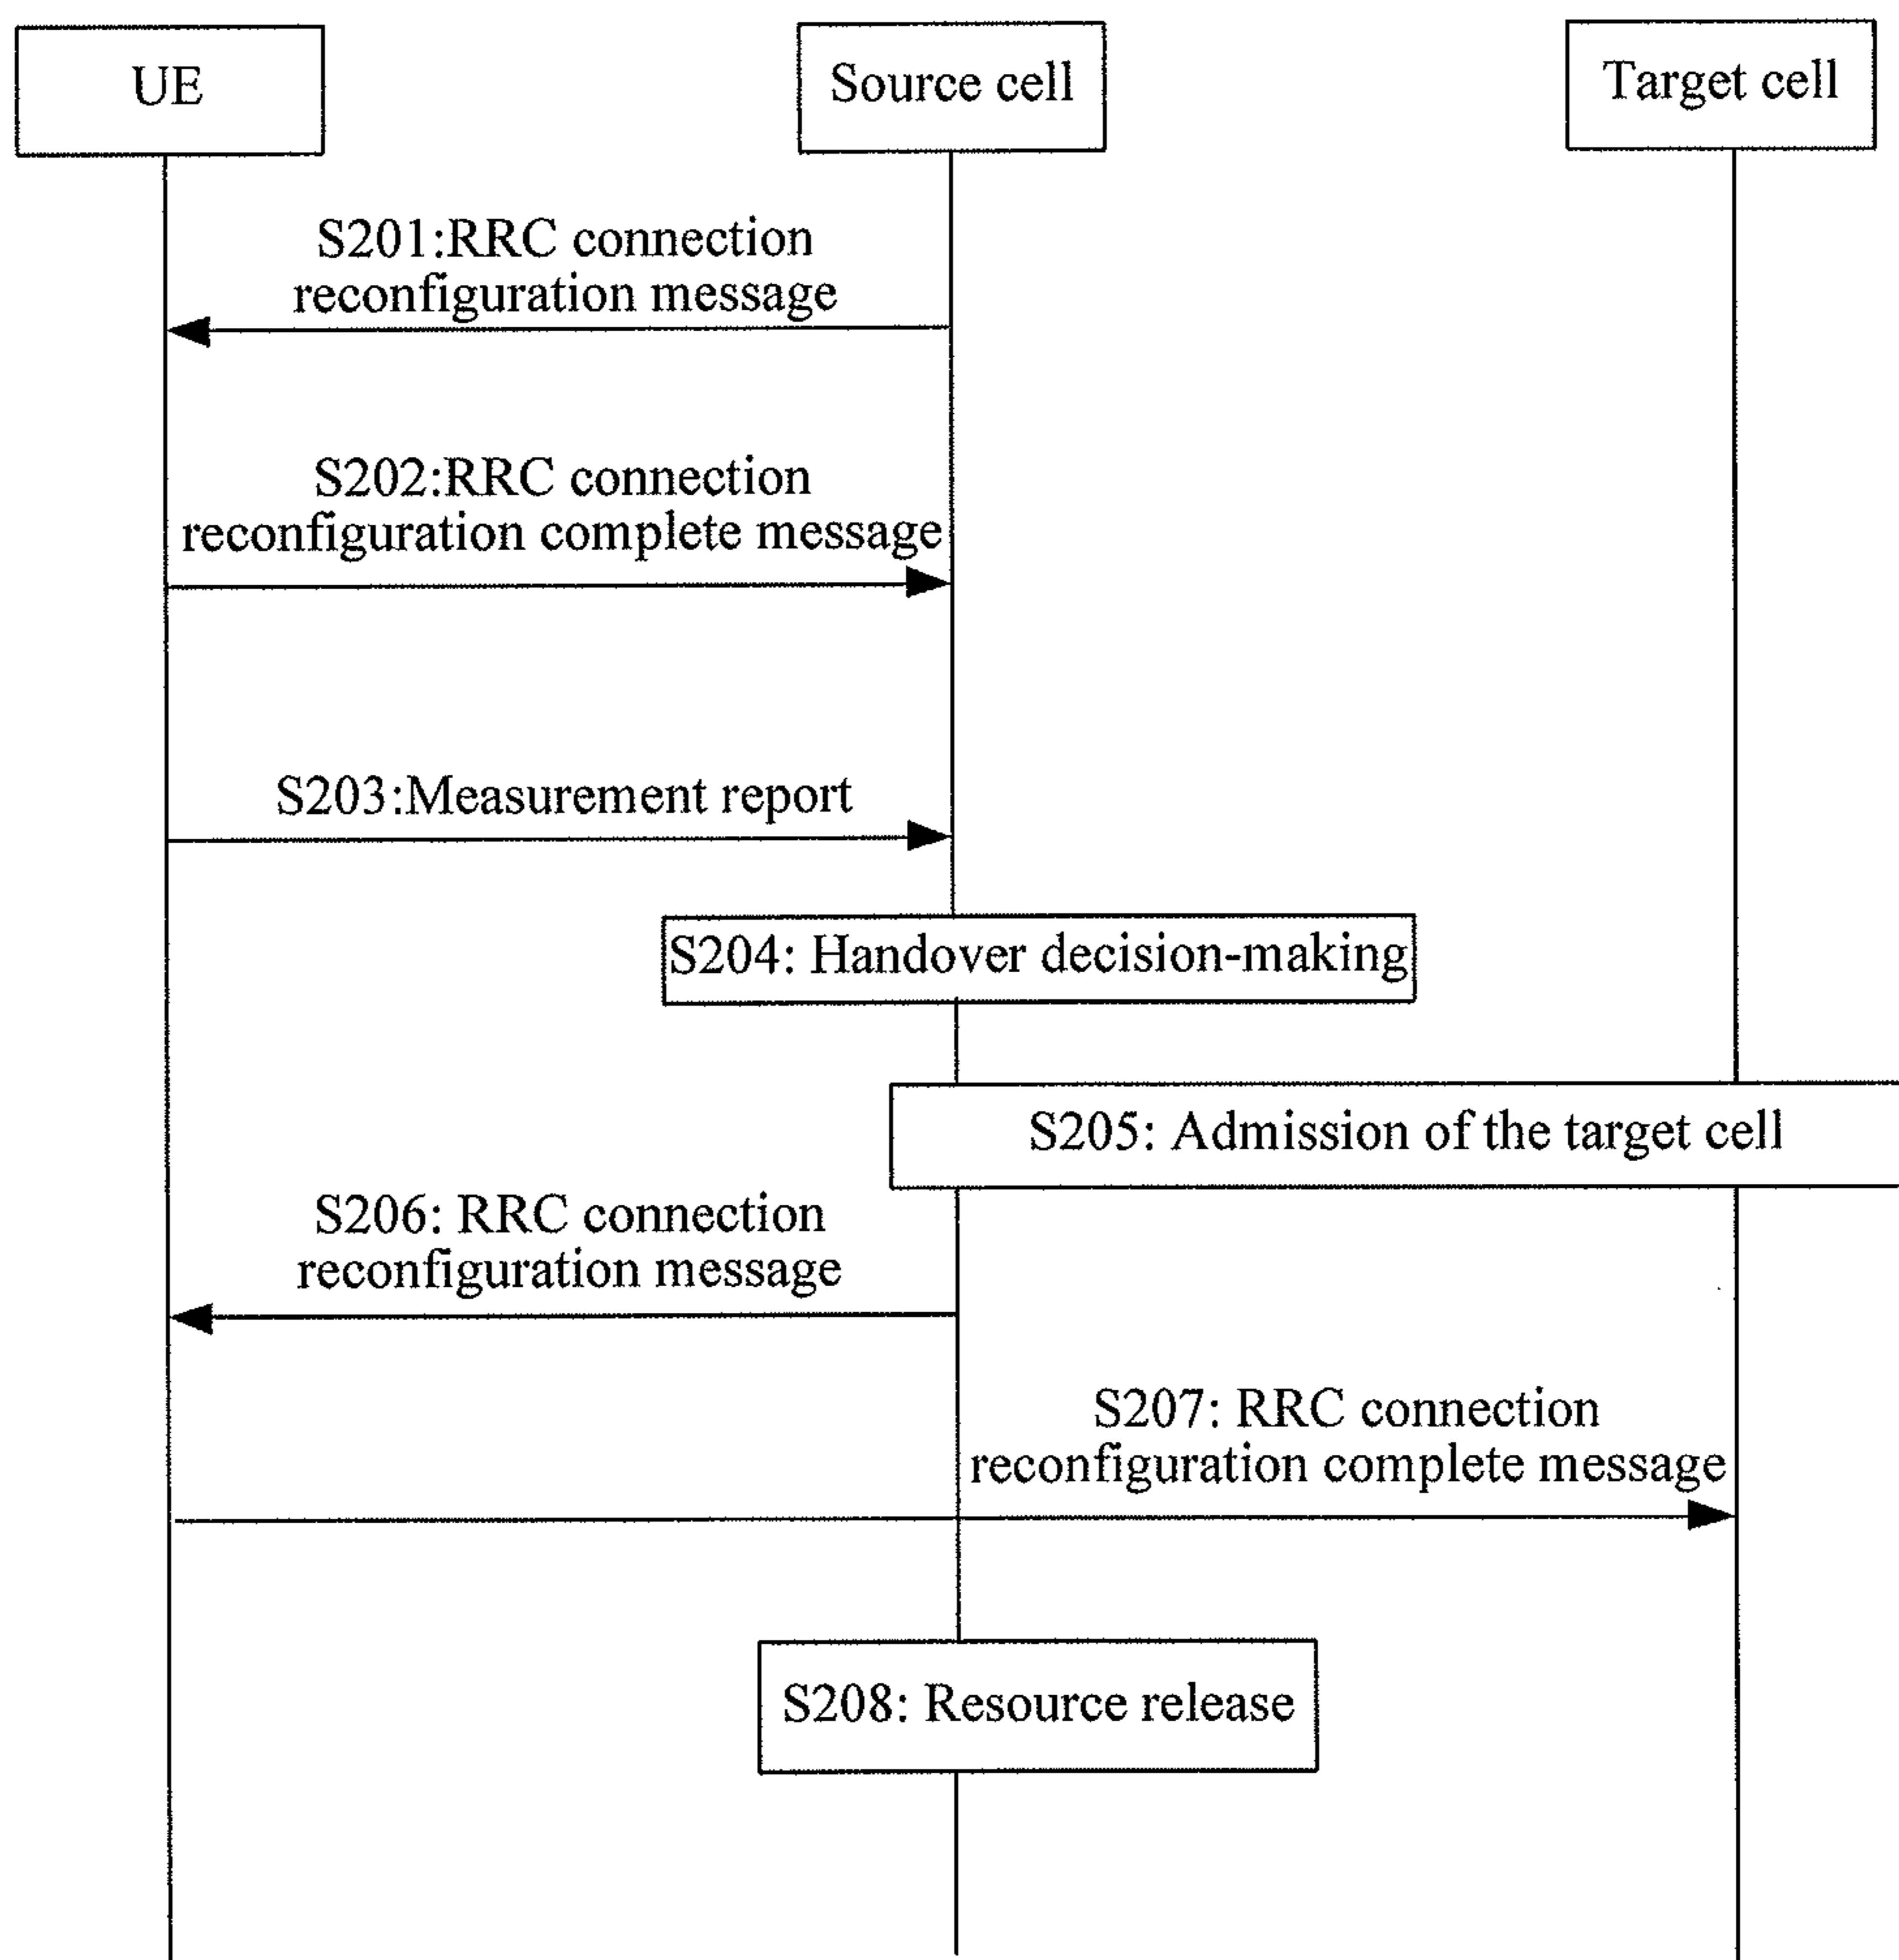 UE
Source cell
Target cell
S201:RRC connection
reconfiguration message
S202:RRC connection
reconfiguration complete message
S203:Measurement report
S204: Handover decision-making
S205: Admission of the target cell
S206: RRC connection
reconfiguration message
S207: RRC connection
reconfiguration complete message
S208: Resource release